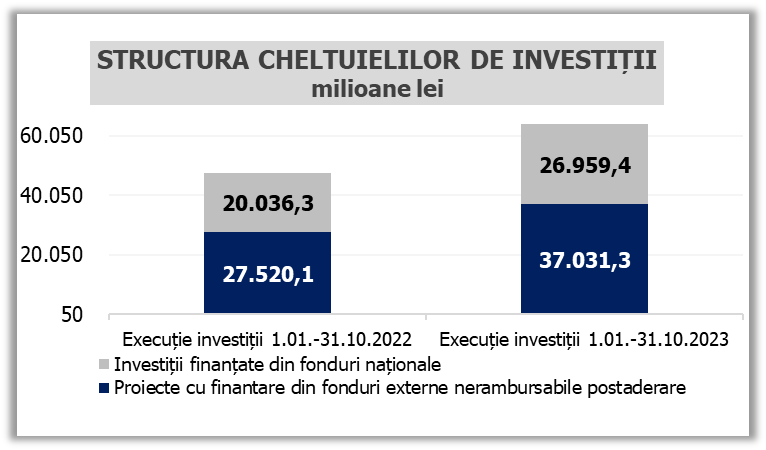 STRUCTURA CHELTUIELILOR DE INVESTIȚII
milioane lei
60.050
40.050
20.050
50
20.036,3
27.520,1
26.959,4
37.031,3
Execuție investiții 1.01.-31.10.2022
Execuție investiții 1.01.-31.10.2023
Investiții finanțate din fonduri naționale
Proiecte cu finantare din fonduri externe nerambursabile postaderare